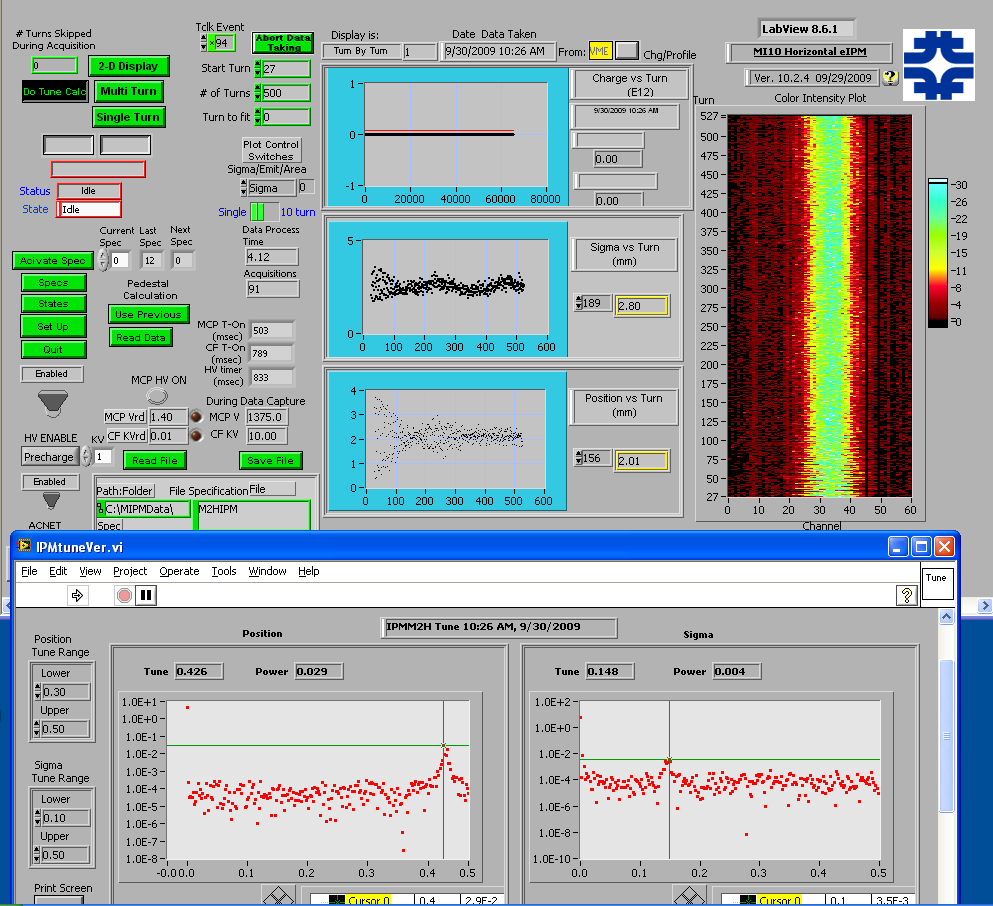 # Turns Skipped
During Acquisition
0
2-D Display
Do Tune Calc
Multi Turn
Single Turn
Status
Idle
State
Idle
Tclk Event
×94
Abort Data
Taking
Start Turn
27
# of Turns
500
Turn to fit
0
Plot Control
Switches
Sigma/Emit/Area
Sigma
0
Single
10 turn
Data Process
Time
4.12
Acquisitions
91
Current
Spec
Last
Spec
Next
Spec
Acivate Spec
0
12
0
Specs
States
Set Up
Quit
Pedestal
Calculation
Use Previous
Read Data
Enabled
MCP T-On
(msec)
503
CF T-On
(msec)
789
HV timer
(msec)
833
MCP HV ON
During Data Capture
MCP Vrd
1.40
MCP V
1375.0
CF KVrd
0.01
CF KV
10.00
HV ENABLE
KV
Precharge
1
Read File
Save File
Enabled
ACNET
Path:Folder
File Specification
File
C:\MIPMData\
M2HIPM
Spec
Display is:
Turn By Turn
1
Date Data Taken
9/30/2009 10:26 AM
From:
VME
Chg/Profile
1
0
-1
0 20000 40000 60000 80000
Charge vs Turn
(E12)
9/30/2009 10:26 AM
0.00
0.00
5
0
0 100 200 300 400 500 600
Sigma vs Turn
(mm)
189
2.80
4
3
2
1
0
0 100 200 300 400 500 600
Position vs Turn
(mm)
156
2.01
LabView 8.6.1
MI10 Horizontal eIPM
Ver. 10.2.4 09/29/2009
?
Color Intensity Plot
Turn
527
500
475
450
425
400
375
350
325
300
275
250
225
200
175
150
125
100
75
50
27
0 10 20 30 40 50 60
Channel
30
26
22
19
15
11
8
4
0
IPMtuneVer.vi
File Edit View Project Operate Tools Window Help
?
Tune
IPMM2H Tune 10:26 AM, 9/30/2009
Position
Tune Range
Lower
0.30
Upper
0.50
Sigma
Tune Range
Lower
0.10
Upper
0.50
Print Screen
Position
Tune
0.426
Power
0.029
1.0E+1
1.0E+0
1.0E-1
1.0E-2
1.0E-3
1.0E-4
1.0E-5
1.0E-6
1.0E-7
1.0E-8
-0.0 0.0 0.1 0.2 0.3 0.4 0.5
Cursor 0
0.4
2.9E-2
Sigma
Tune
0.148
Power
0.004
1.0E+2
1.0E+0
1.0E-2
1.0E-4
1.0E-6
1.0E-8
1.0E-10
0.0 0.1 0.2 0.3 0.4 0.5
Cursor 0
0.1
3.5E-3